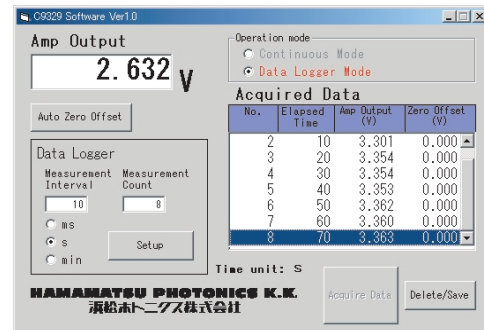 C9329 Software Ver1.0
Amp Output
2.632 V
Auto Zero Offset
Data Logger
Measurement Interval
Measurement Count
10
8
ms
s
min
Setup
Operation mode
Continuous Mode
Data Logger Mode
Acquired Data
No. Elapsed Time Amp Output (V) Zero Offset (V)
2 10 3.301 0.000
3 20 3.354 0.000
4 30 3.354 0.000
5 40 3.353 0.000
6 50 3.362 0.000
7 60 3.360 0.000
8 70 3.363 0.000
Time unit: S
HAMAMATSU PHOTONICS K.K.
浜松ホトニクス株式会社
Acquire Data
Delete/Save